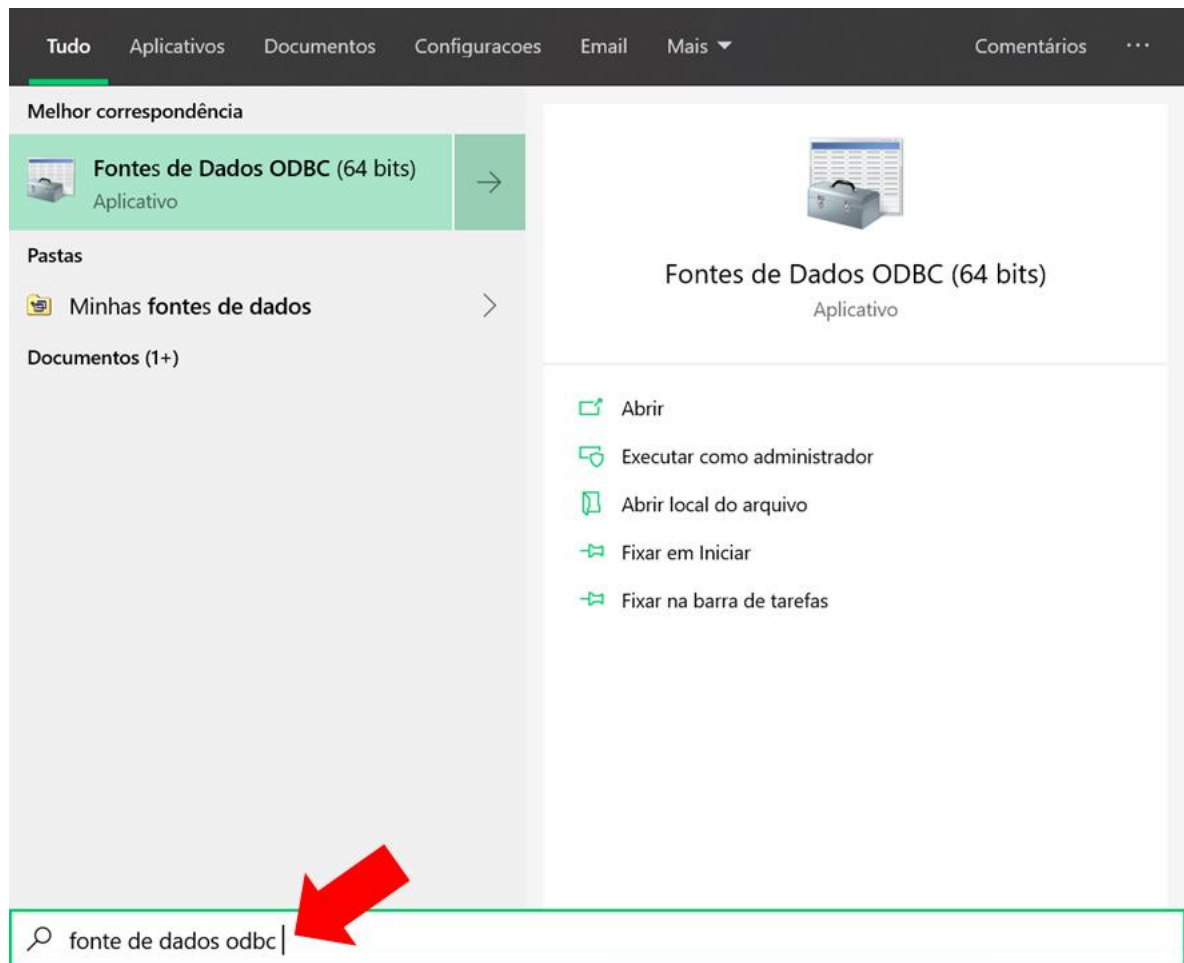 Tudo Aplicativos Documentos Configuracoes Email Mais Comentários ...
Melhor correspondência
Fontes de Dados ODBC (64 bits)
Aplicativo
Pastas
Minhas fontes de dados
Documentos (1+)
Fontes de Dados ODBC (64 bits)
Aplicativo
Abrir
Executar como administrador
Abrir local do arquivo
Fixar em Iniciar
Fixar na barra de tarefas
fonte de dados odbc